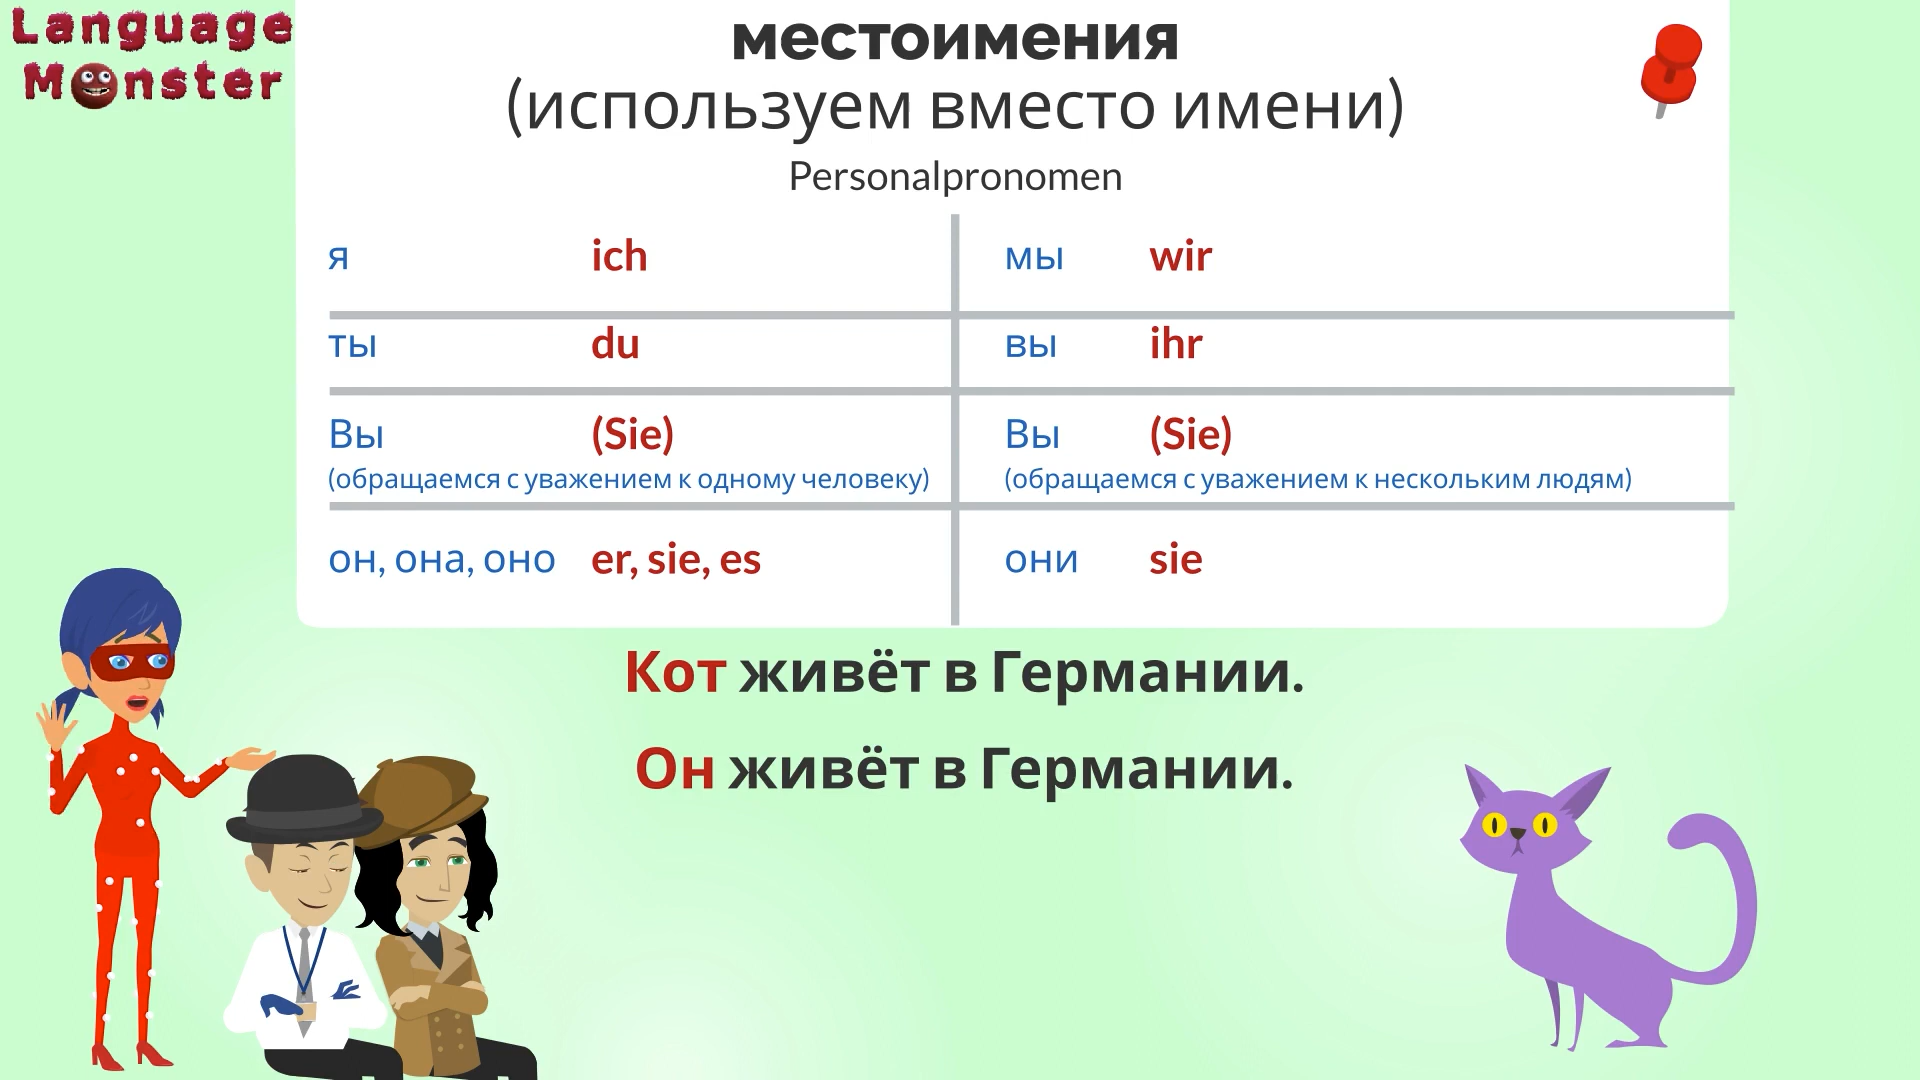 Language
Monster
местоимения
(используем вместо имени)
Personalpronomen
я ich мы wir
ты du вы ihr
Вы (Sie) Вы (Sie)
(обращаемся с уважением к одному человеку) (обращаемся с уважением к нескольким людям)
он, она, оно er, sie, es они sie
Кот живёт в Германии.
Он живёт в Германии.